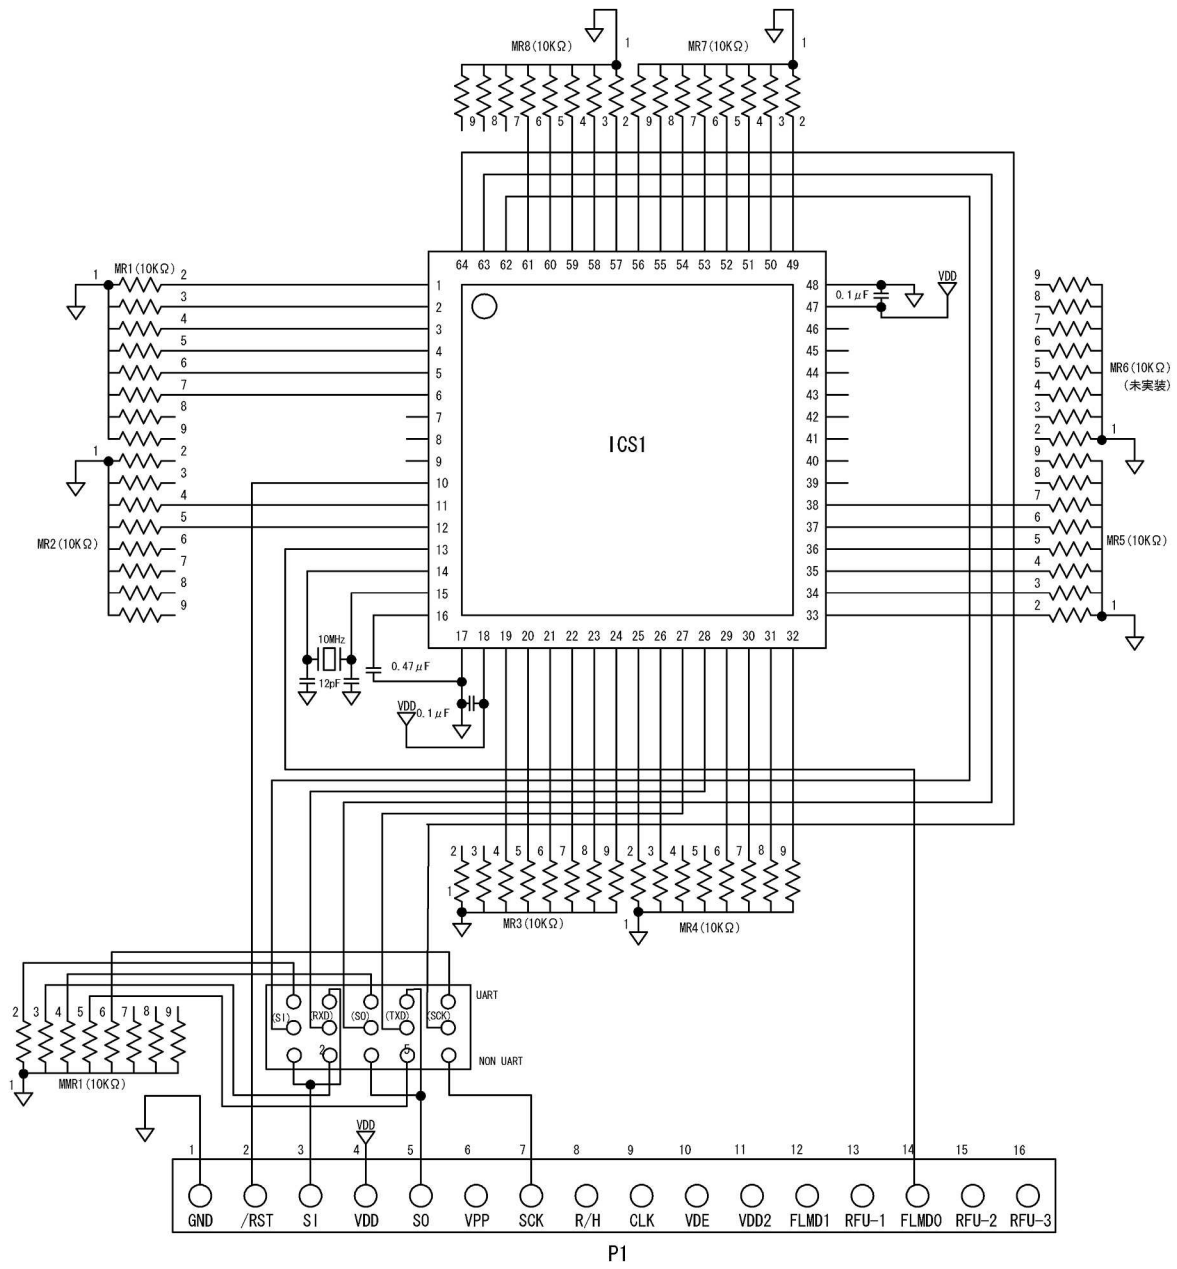 MR8(10KΩ) 1 MR7(10KΩ) 1
9 8 7 6 5 4 3 2 9 8 7 6 5 4 3 2
64 63 62 61 60 59 58 57 56 55 54 53 52 51 50 49
1 MR1(10KΩ) 2
3
4
5
6
7
8
9
1 2
3
4
5
MR2(10KΩ) 6
7
8
9
1
2
3
4
5
6
7
8
9
10
11
12
13
14
15
16
ICS1
48
47
46
45
44
43
42
41
40
39
38
37
36
35
34
33
0.1μF VDD
9
8
7
6
5
4
3
2
MR6(10KΩ)
(未実装)
1
9
8
7
6
5
4
3
2
MR5(10KΩ)
1
17 18 19 20 21 22 23 24 25 26 27 28 29 30 31 32
10MHz
12pF
0.47μF
VDD 0.1μF
2 3 4 5 6 7 8 9 2 3 4 5 6 7 8 9
1
MR3(10KΩ) 1 MR4(10KΩ)
2 3 4 5 6 7 8 9
1 MMR1(10KΩ)
UART
(SI) (RXD) (SO) (TXD) (SCK)
2 5
NON UART
VDD
1 2 3 4 5 6 7 8 9 10 11 12 13 14 15 16
GND /RST SI VDD SO VPP SCK R/H CLK VDE VDD2 FLMD1 RFU-1 FLMD0 RFU-2 RFU-3
P1